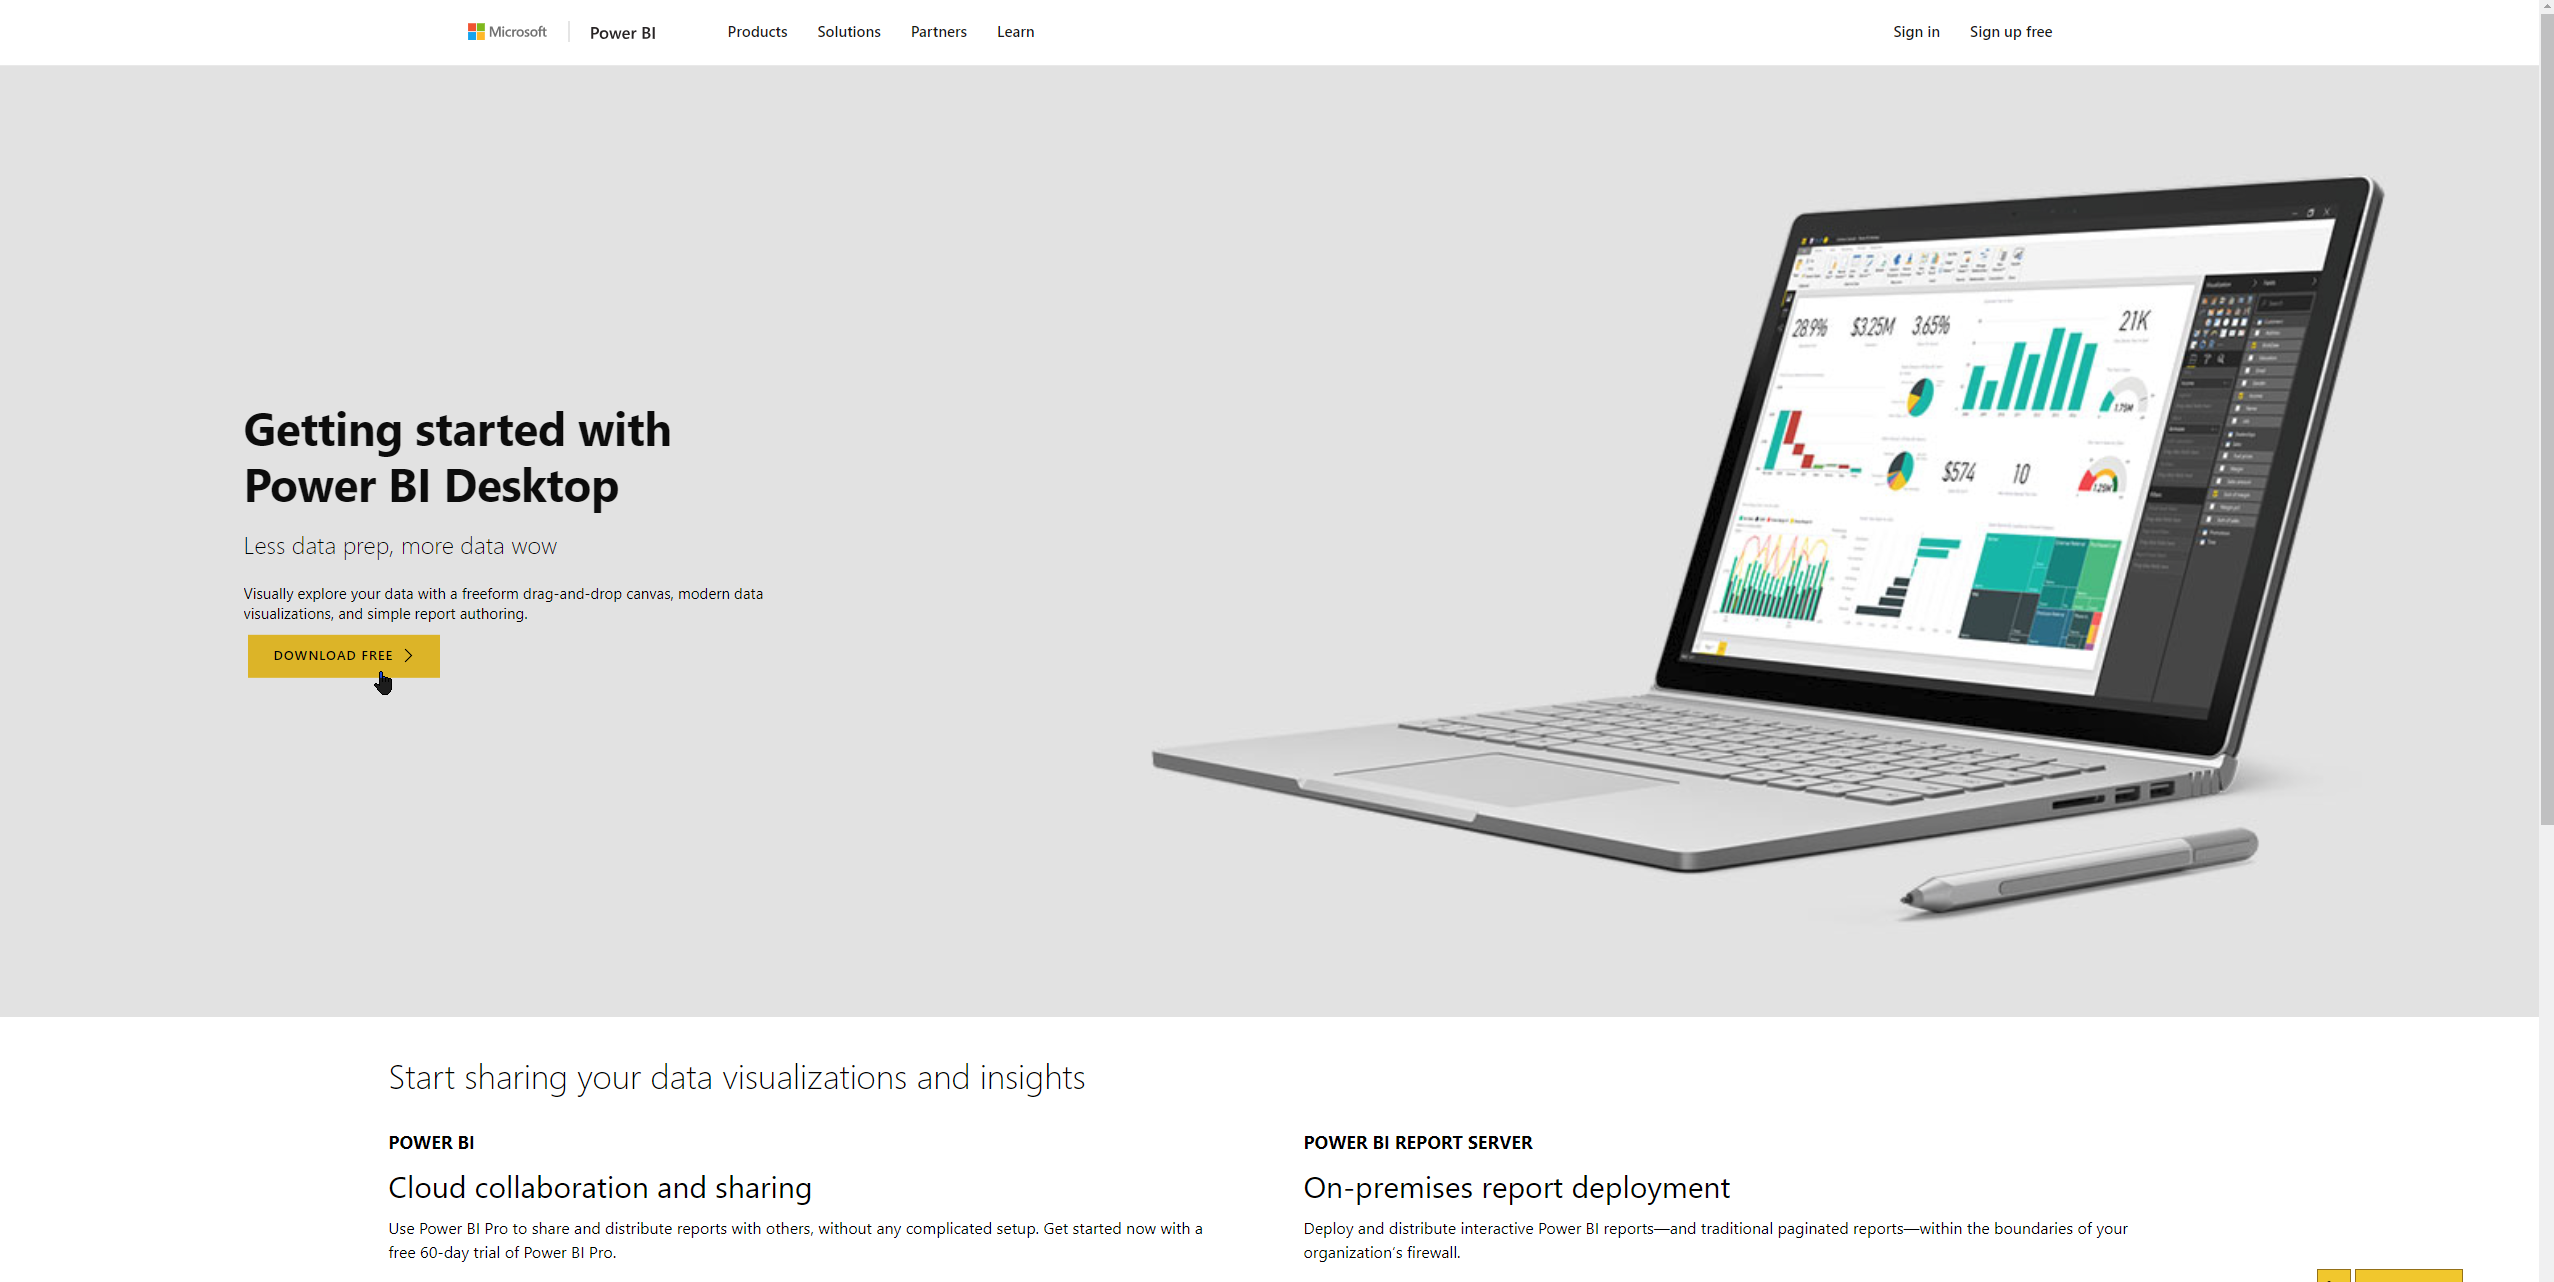 Microsoft
Power BI
Products
Solutions
Partners
Learn
Sign in
Sign up free
Getting started with
Power BI Desktop
Less data prep, more data wow
Visually explore your data with a freeform drag-and-drop canvas, modern data
visualizations, and simple report authoring.
DOWNLOAD FREE
28.9%
$3.25M
3.65%
21K
1.75M
$574
10
1.25M
Start sharing your data visualizations and insights
POWER BI
Cloud collaboration and sharing
Use Power BI Pro to share and distribute reports with others, without any complicated setup. Get started now with a
free 60-day trial of Power BI Pro.
POWER BI REPORT SERVER
On-premises report deployment
Deploy and distribute interactive Power BI reports—and traditional paginated reports—within the boundaries of your
organization’s firewall.